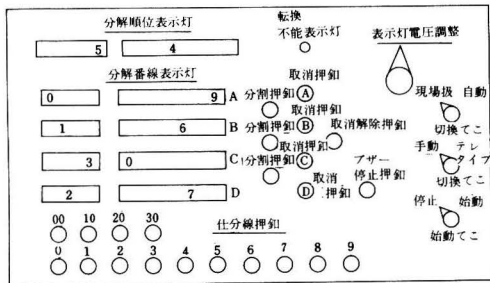 分解順位表示灯
転換
不能表示灯
表示灯電圧調整
5 4
分解番線表示灯
取消押釦
0 9 A 分割押釦 A
現場扱 自動
切換てこ
取消押釦
1 6 B 分割押釦 B 取消解除押釦
取消押釦
手動 テレ
タイプ
切換てこ
3 0 C 分割押釦 C
ブザー
停止押釦
2 7 D D 取消
押釦
停止 始動
始動てこ
00 10 20 30
仕分線押釦
0 1 2 3 4 5 6 7 8 9